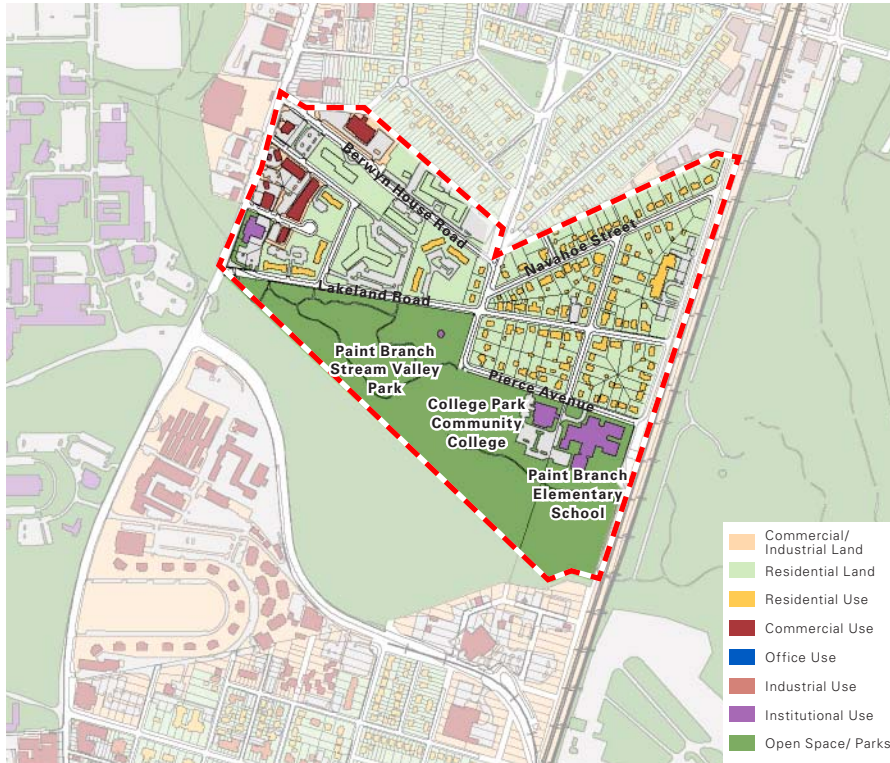 Berwyn House Road
Navahoe Street
Lakeland Road
Paint Branch
Stream Valley
Park
Pierce Avenue
College Park
Community
College
Paint Branch
Elementary
School
Commercial/
Industrial Land
Residential Land
Residential Use
Commercial Use
Office Use
Industrial Use
Institutional Use
Open Space/ Parks